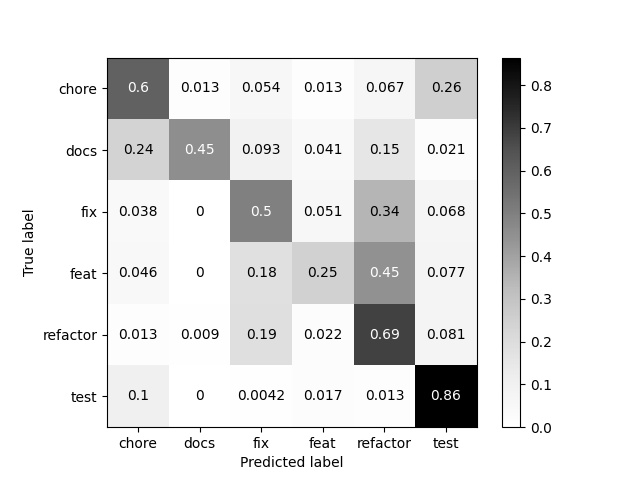 chore 0.6 0.013 0.054 0.013 0.067 0.26
docs 0.24 0.45 0.093 0.041 0.15 0.021
fix 0.038 0 0.5 0.051 0.34 0.068
feat 0.046 0 0.18 0.25 0.45 0.077
refactor 0.013 0.009 0.19 0.022 0.69 0.081
test 0.1 0 0.0042 0.017 0.013 0.86
chore docs fix feat refactor test
Predicted label
True label
0.8
0.7
0.6
0.5
0.4
0.3
0.2
0.1
0.0